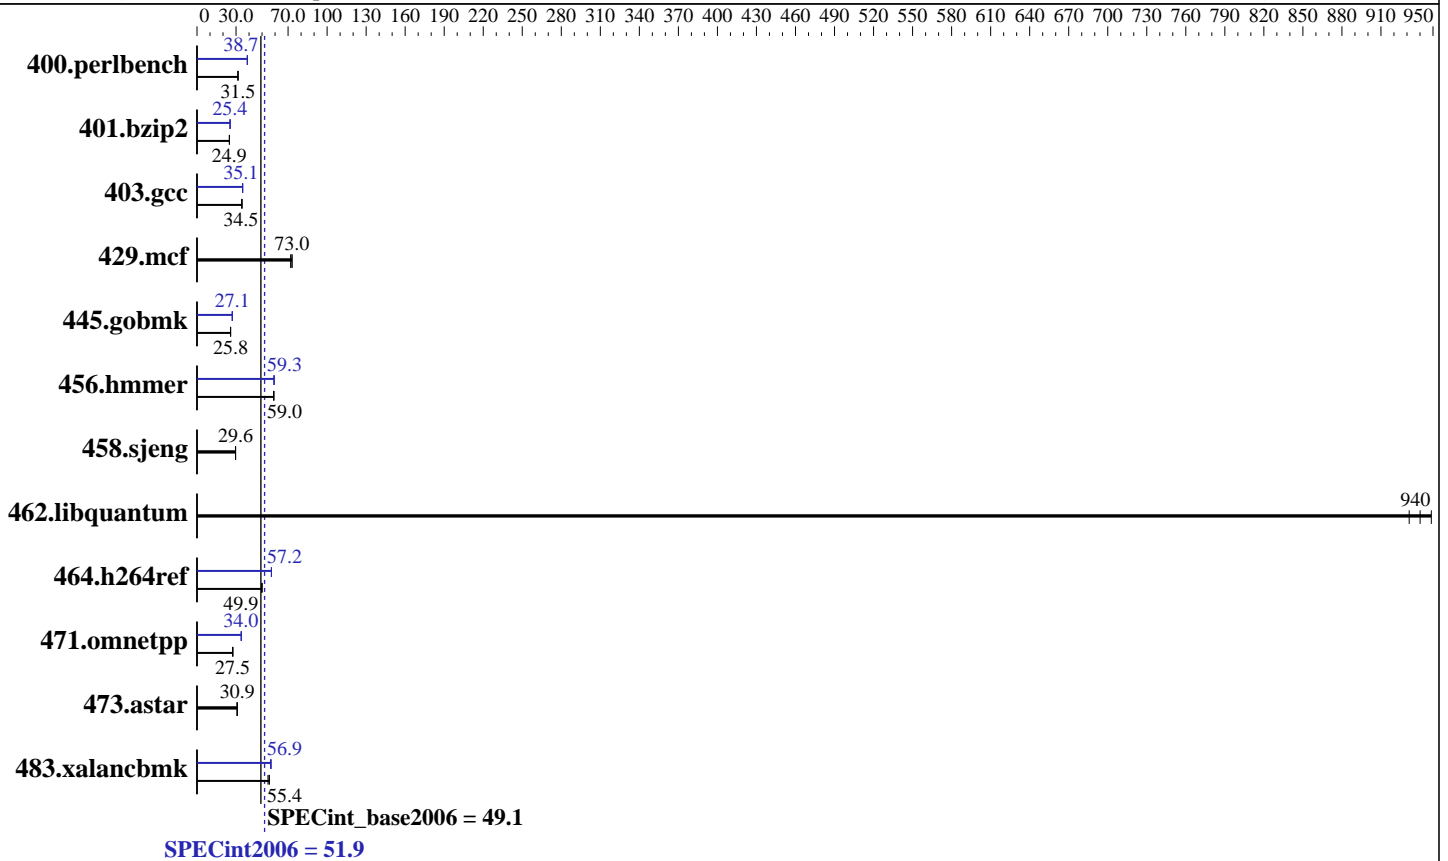 0 30.0 70.0 100 130 160 190 220 250 280 310 340 370 400 430 460 490 520 550 580 610 640 670 700 730 760 790 820 850 880 910 950
38.7
400.perlbench
31.5
25.4
401.bzip2
24.9
35.1
403.gcc
34.5
73.0
429.mcf
27.1
445.gobmk
25.8
59.3
456.hmmer
59.0
29.6
458.sjeng
940
462.libquantum
57.2
464.h264ref
49.9
34.0
471.omnetpp
27.5
30.9
473.astar
56.9
483.xalancbmk
55.4
SPECint_base2006 = 49.1
SPECint2006 = 51.9